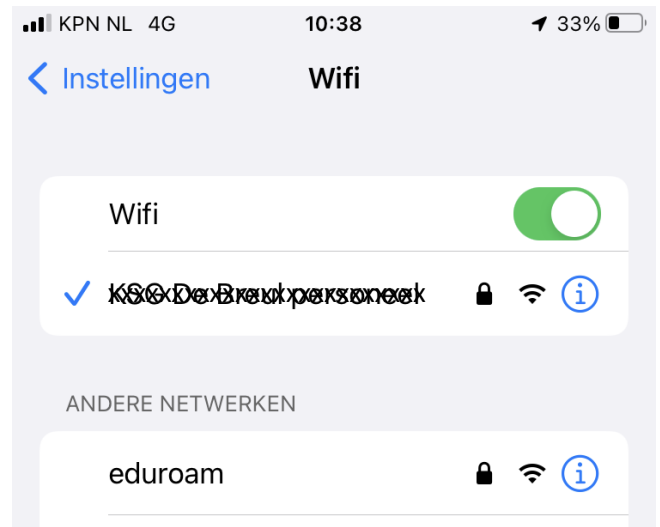 KPN NL 4G 10:38 33%
Instellingen Wifi
Wifi
ANDERE NETWERKEN
eduroam